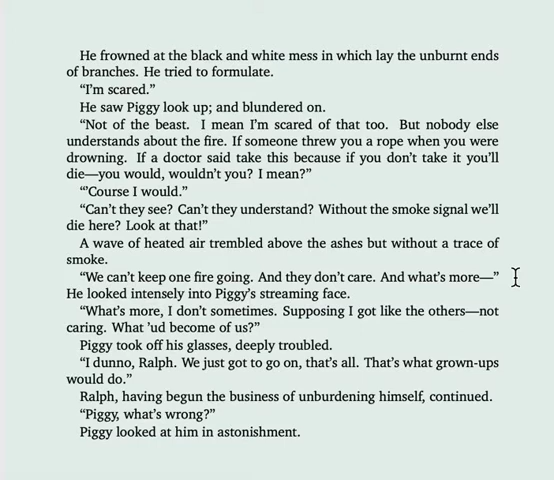 He frowned at the black and white mess in which lay the unburnt ends
of branches. He tried to formulate.
“I’m scared.”
He saw Piggy look up; and blundered on.
“Not of the beast. I mean I’m scared of that too. But nobody else
understands about the fire. If someone threw you a rope when you were
drowning. If a doctor said take this because if you don’t take it you’ll
die—you would, wouldn’t you? I mean?”
“’Course I would.”
“Can’t they see? Can’t they understand? Without the smoke signal we’ll
die here? Look at that!”
A wave of heated air trembled above the ashes but without a trace of
smoke.
“We can’t keep one fire going. And they don’t care. And what’s more—”
He looked intensely into Piggy’s streaming face.
“What’s more, I don’t sometimes. Supposing I got like the others—not
caring. What ’ud become of us?”
Piggy took off his glasses, deeply troubled.
“I dunno, Ralph. We just got to go on, that’s all. That’s what grown-ups
would do.”
Ralph, having begun the business of unburdening himself, continued.
“Piggy, what’s wrong?”
Piggy looked at him in astonishment.